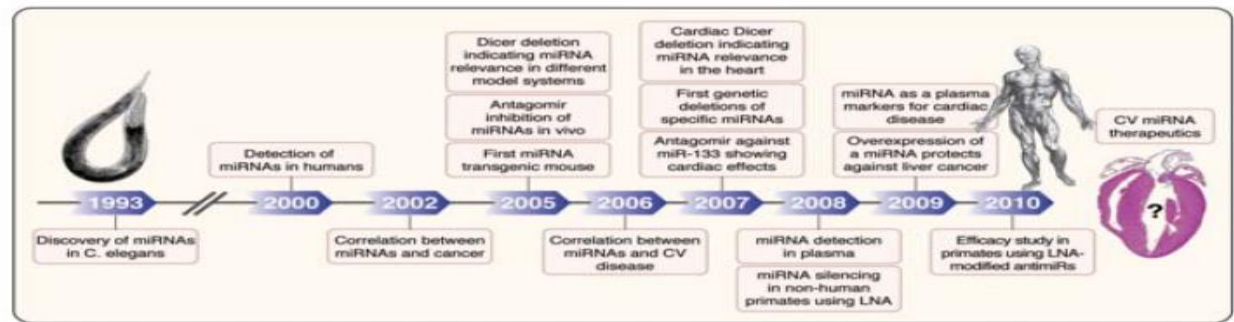 Dicer deletion
indicating miRNA
relevance in different
model systems
Antagomir
inhibition of
miRNAs in vivo
First miRNA
transgenic mouse
Cardiac Dicer
deletion indicating
miRNA relevance
in the heart
First genetic
deletions of
specific miRNAs
Antagomir against
miR-133 showing
cardiac effects
Detection of
miRNAs in humans
miRNA as a plasma
markers for cardiac
disease
Overexpression of
a miRNA protects
against liver cancer
CV miRNA
therapeutics
1993
2000
2002
2005
2006
2007
2008
2009
2010
?
Discovery of miRNAs
in C. elegans
Correlation between
miRNAs and cancer
Correlation between
miRNAs and CV
disease
miRNA detection
in plasma
miRNA silencing
in non-human
primates using LNA
Efficacy study in
primates using LNA-
modified antimiRs